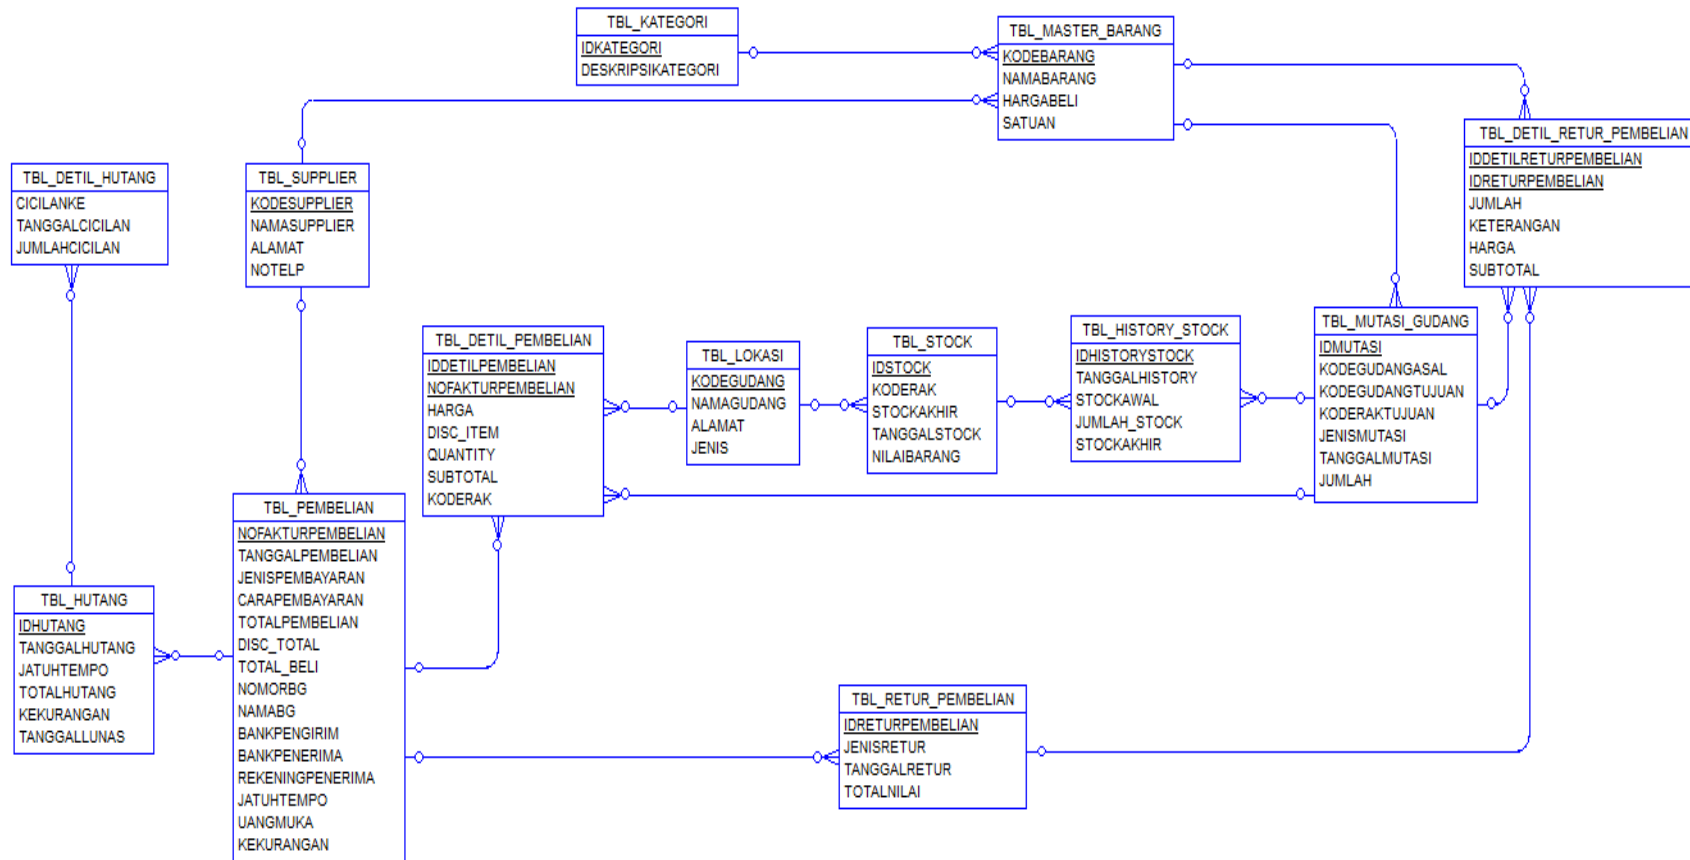 TBL_KATEGORI
IDKATEGORI
DESKRIPSIKATEGORI
TBL_MASTER_BARANG
KODEBARANG
NAMABARANG
HARGABELI
SATUAN
TBL_DETIL_RETUR_PEMBELIAN
IDDETILRETURPEMBELIAN
IDRETURPEMBELIAN
JUMLAH
KETERANGAN
HARGA
SUBTOTAL
TBL_DETIL_HUTANG
CICILANKE
TANGGALCICILAN
JUMLAHCICILAN
TBL_SUPPLIER
KODESUPPLIER
NAMASUPPLIER
ALAMAT
NOTELP
TBL_DETIL_PEMBELIAN
IDDETILPEMBELIAN
NOFAKTURPEMBELIAN
HARGA
DISC_ITEM
QUANTITY
SUBTOTAL
KODERAK
TBL_LOKASI
KODEGUDANG
NAMAGUDANG
ALAMAT
JENIS
TBL_STOCK
IDSTOCK
KODERAK
STOCKAKHIR
TANGGALSTOCK
NILAIBARANG
TBL_HISTORY_STOCK
IDHISTORYSTOCK
TANGGALHISTORY
STOCKAWAL
JUMLAH_STOCK
STOCKAKHIR
TBL_MUTASI_GUDANG
IDMUTASI
KODEGUDANGASAL
KODEGUDANGTUJUAN
KODERAKTUJUAN
JENISMUTASI
TANGGALMUTASI
JUMLAH
TBL_HUTANG
IDHUTANG
TANGGALHUTANG
JATUHTEMPO
TOTALHUTANG
KEKURANGAN
TANGGALLUNAS
TBL_PEMBELIAN
NOFAKTURPEMBELIAN
TANGGALPEMBELIAN
JENISPEMBAYARAN
CARAPEMBAYARAN
TOTALPEMBELIAN
DISC_TOTAL
TOTAL_BELI
NOMORBG
NAMABG
BANKPENGIRIM
BANKPENERIMA
REKENINGPENERIMA
JATUHTEMPO
UANGMUKA
KEKURANGAN
TBL_RETUR_PEMBELIAN
IDRETURPEMBELIAN
JENISRETUR
TANGGALRETUR
TOTALNILAI